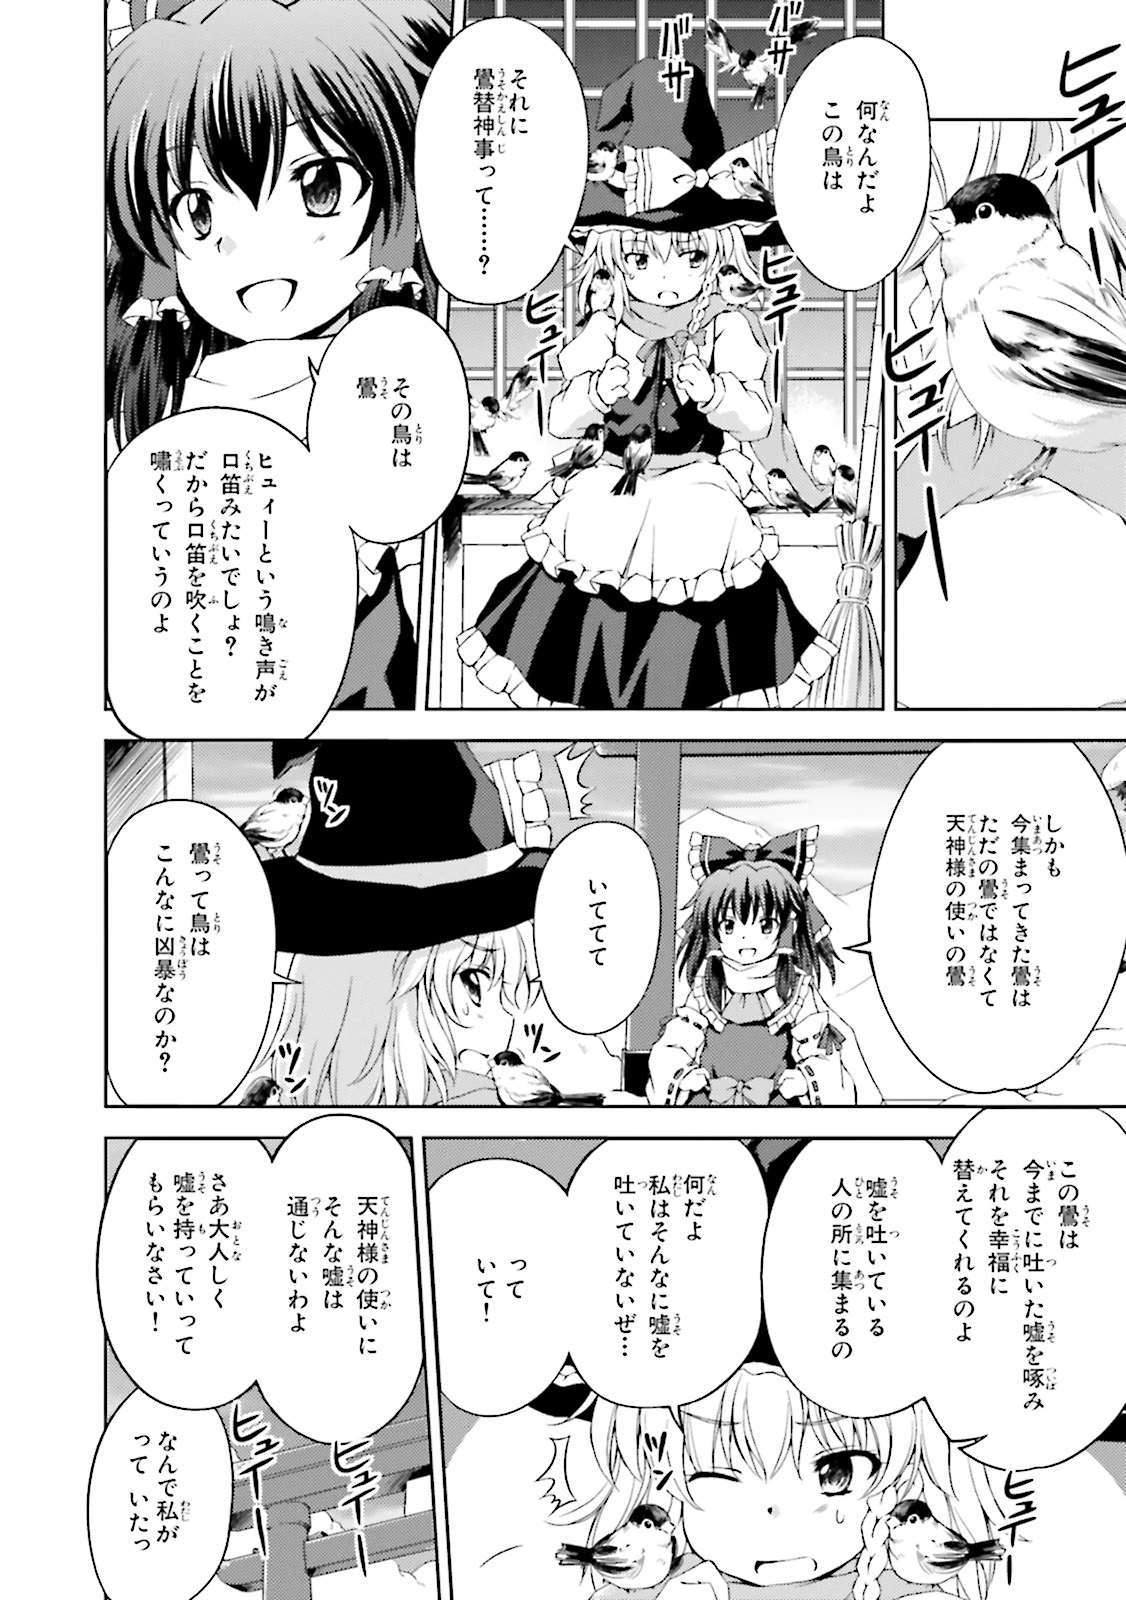 ヒュイー
ヒュイー
バサ
バサ
何なんだよ
この鳥は
ヒュイー
ヒュイー
それに
鷽替神事って……？
その鳥は
鷽
ヒュィーという鳴き声が
口笛みたいでしょ？
だから口笛を吹くことを
嘯くっていうのよ
しかも
今集まってきた鷽は
ただの鷽ではなくて
天神様の使いの鷽
いててて
ツン
ツン
鷽って鳥は
こんなに凶暴なのか？
この鷽は
今までに吐いた嘘を啄み
それを幸福に
替えてくれるのよ
嘘を吐いている
人の所に集まるの
ヒュイー
何だよ
私はそんなに嘘を
吐いていないぜ…
ツン
って
いて！
天神様の使いに
そんな嘘は
通じないわよ
さあ大人しく
嘘を持っていって
もらいなさい！
ヒュイー
ヒュイー
なんで私が
って いたっ